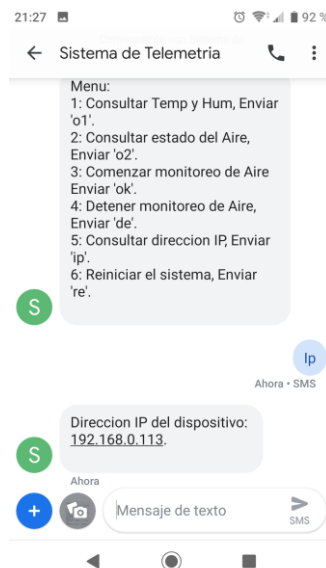 21:27
92 %
Sistema de Telemetria
Menu:
1: Consultar Temp y Hum, Enviar
'o1'.
2: Consultar estado del Aire,
Enviar 'o2'.
3: Comenzar monitoreo de Aire
Enviar 'ok'.
4: Detener monitoreo de Aire,
Enviar 'de'.
5: Consultar direccion IP, Enviar
'ip'.
6: Reiniciar el sistema, Enviar
're'.
S
Ip
Ahora • SMS
Direccion IP del dispositivo:
192.168.0.113.
S
Ahora
Mensaje de texto
SMS